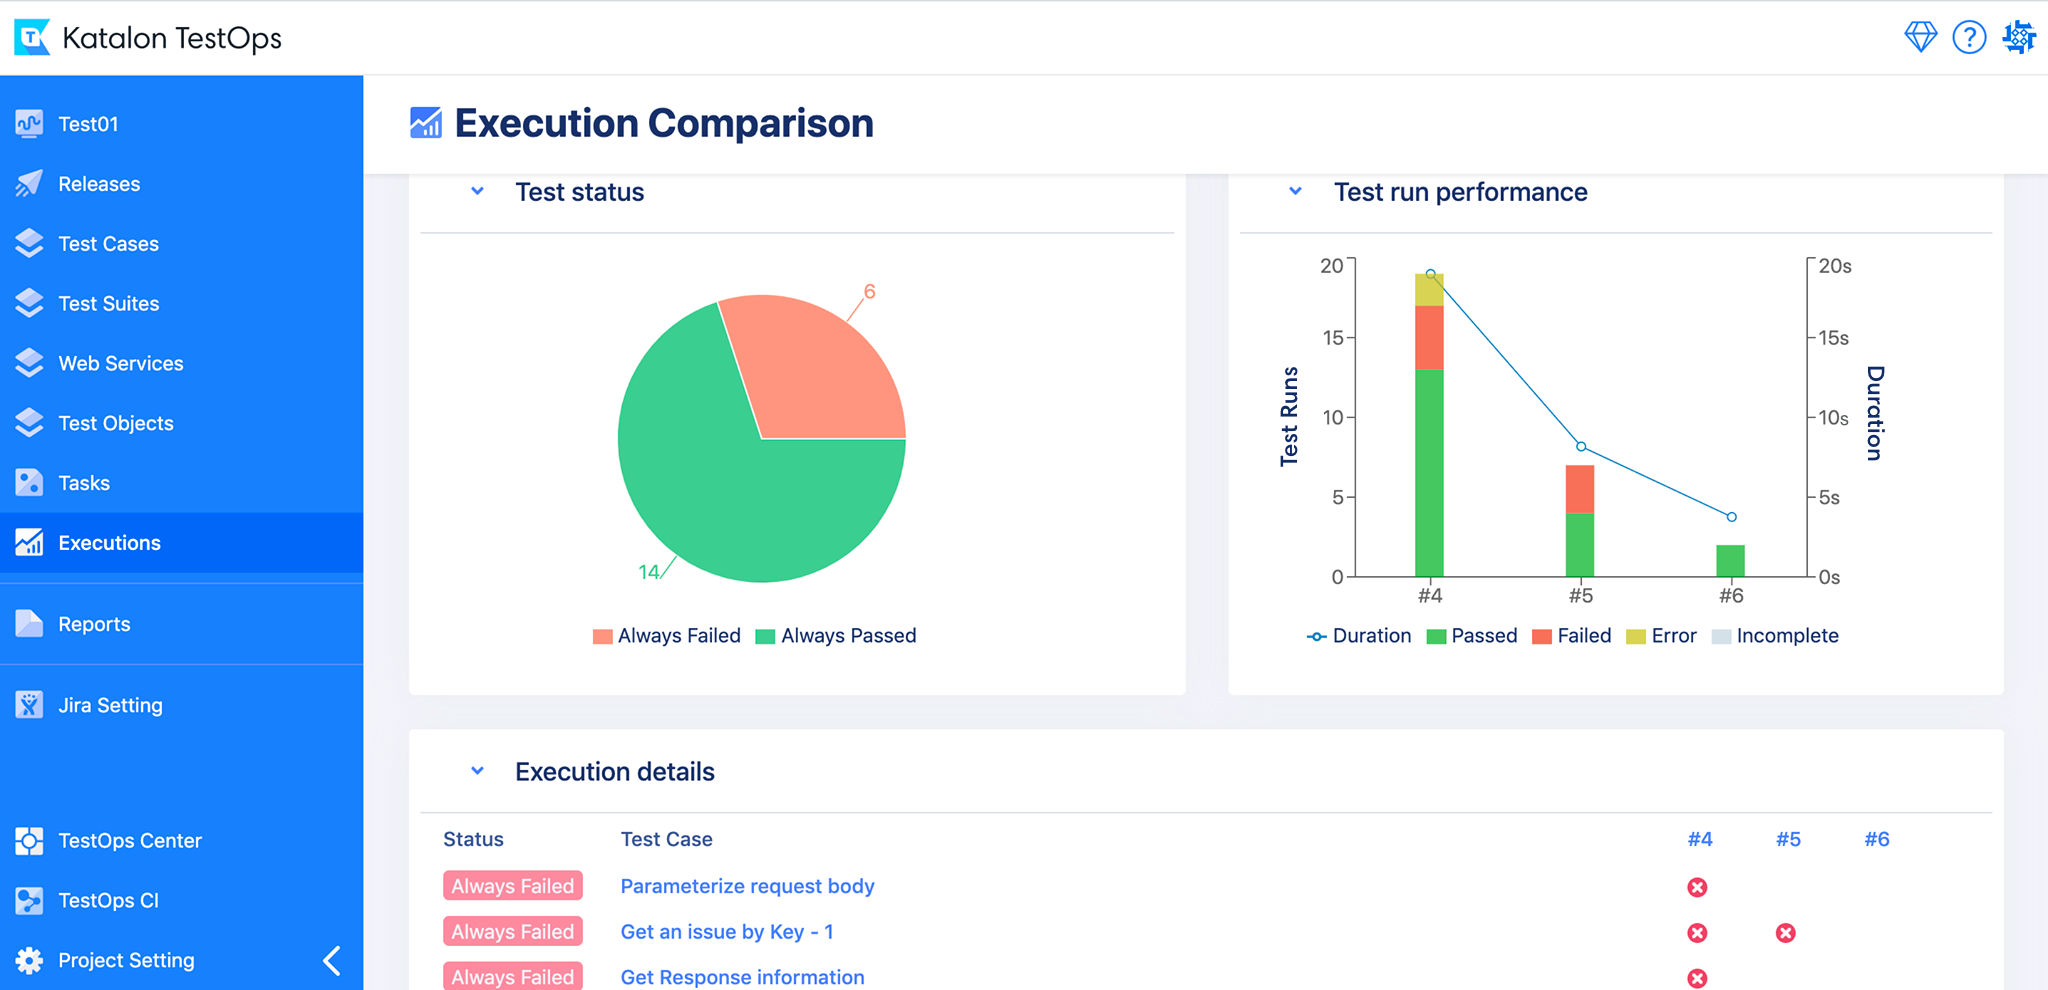 Katalon TestOps
Test01
Releases
Test Cases
Test Suites
Web Services
Test Objects
Tasks
Executions
Reports
Jira Setting
TestOps Center
TestOps CI
Project Setting
Execution Comparison
Test status
6
14
Always Failed Always Passed
Test run performance
20 20s
15 15s
10 10s
5 5s
0 0s
Test Runs
Duration
#4 #5 #6
Duration Passed Failed Error Incomplete
Execution details
Status Test Case #4 #5 #6
Always Failed Parameterize request body
Always Failed Get an issue by Key - 1
Always Failed Get Response information